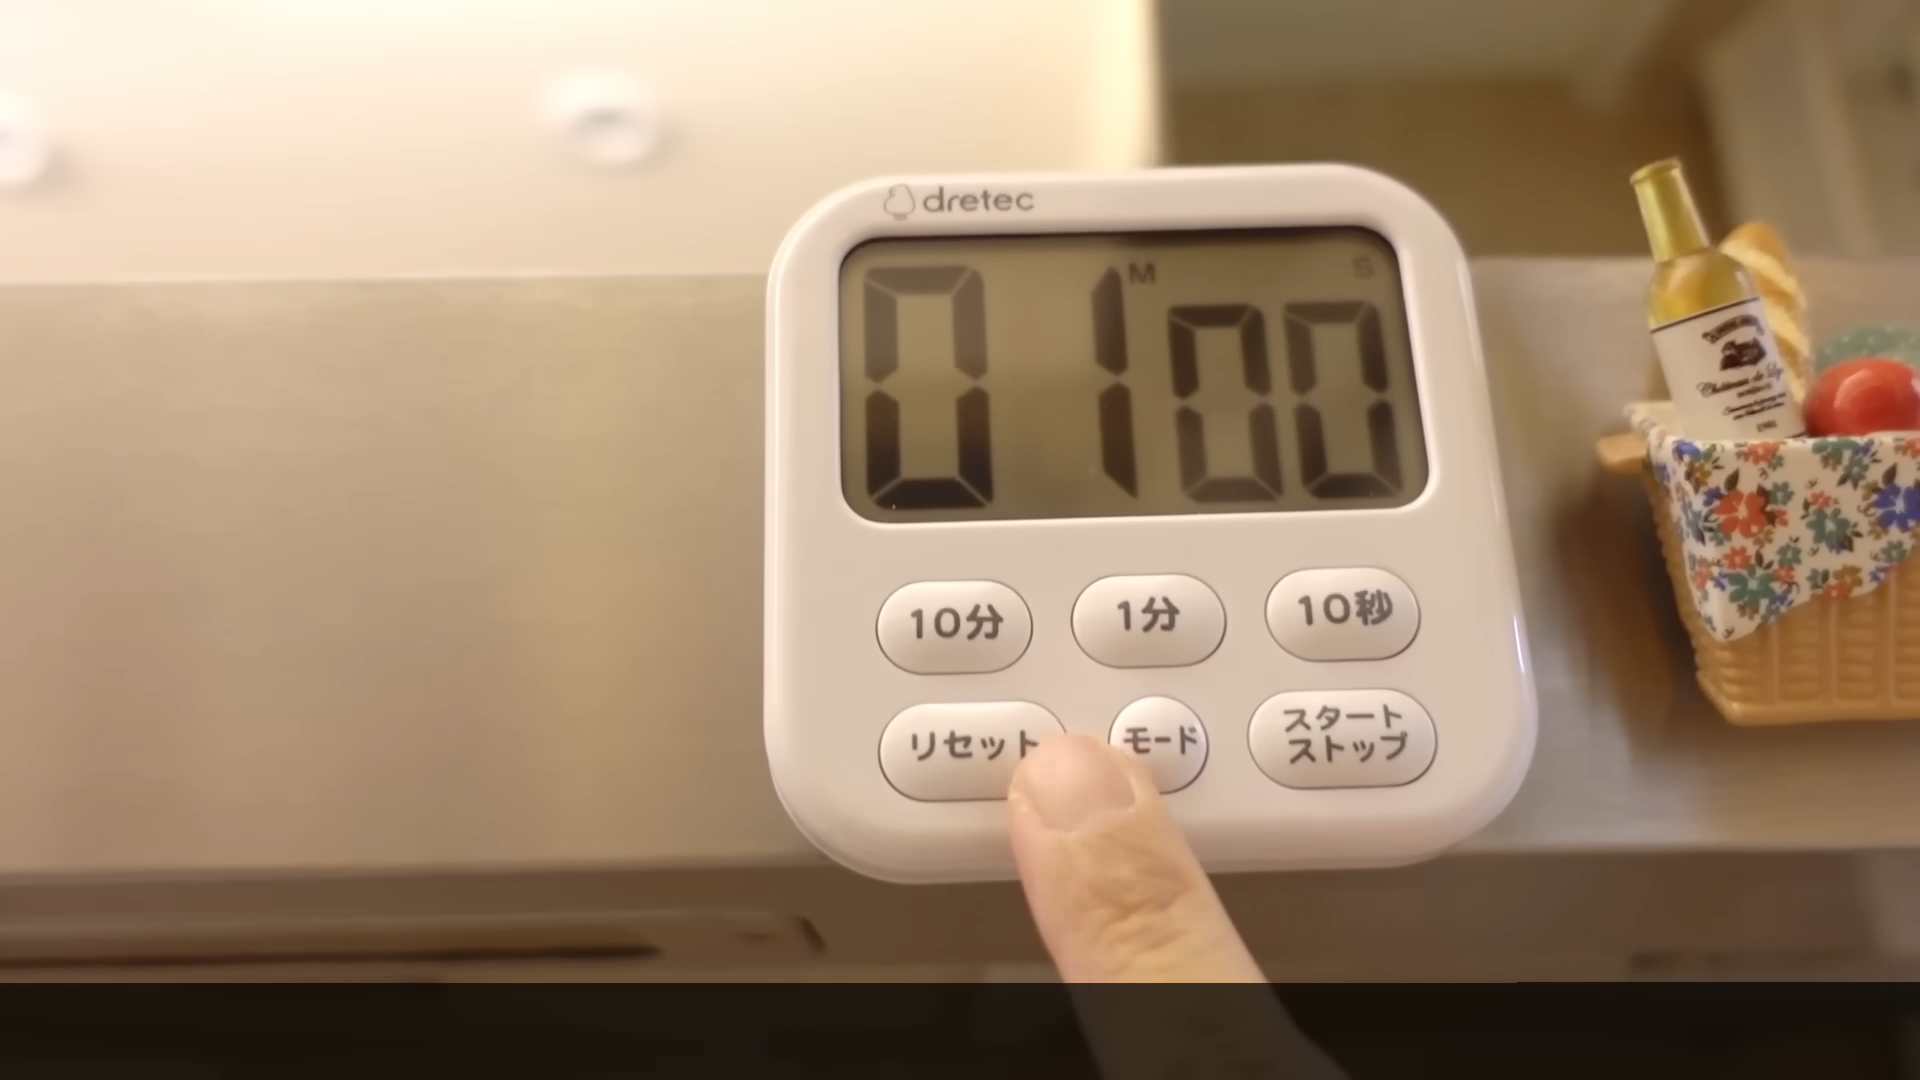 dretec
M S
01 00
10分 1分 10秒
リセット モード スタート
ストップ